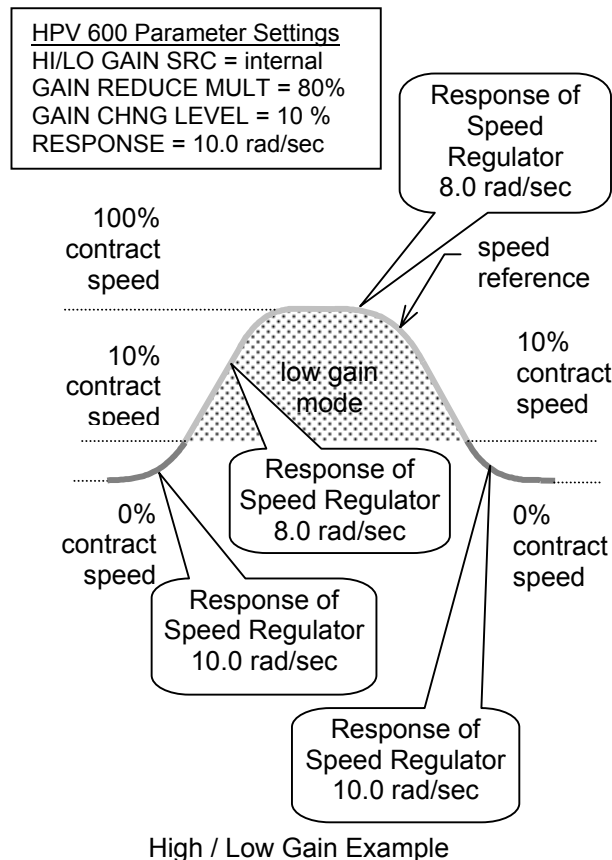 HPV 600 Parameter Settings
HI/LO GAIN SRC = internal
GAIN REDUCE MULT = 80%
GAIN CHNG LEVEL = 10 %
RESPONSE = 10.0 rad/sec
Response of
Speed
Regulator
8.0 rad/sec
100%
contract
speed
speed
reference
10%
contract
speed
low gain
mode
10%
contract
speed
Response of
Speed Regulator
8.0 rad/sec
0%
contract
speed
0%
contract
speed
Response of
Speed Regulator
10.0 rad/sec
Response of
Speed Regulator
10.0 rad/sec
High / Low Gain Example